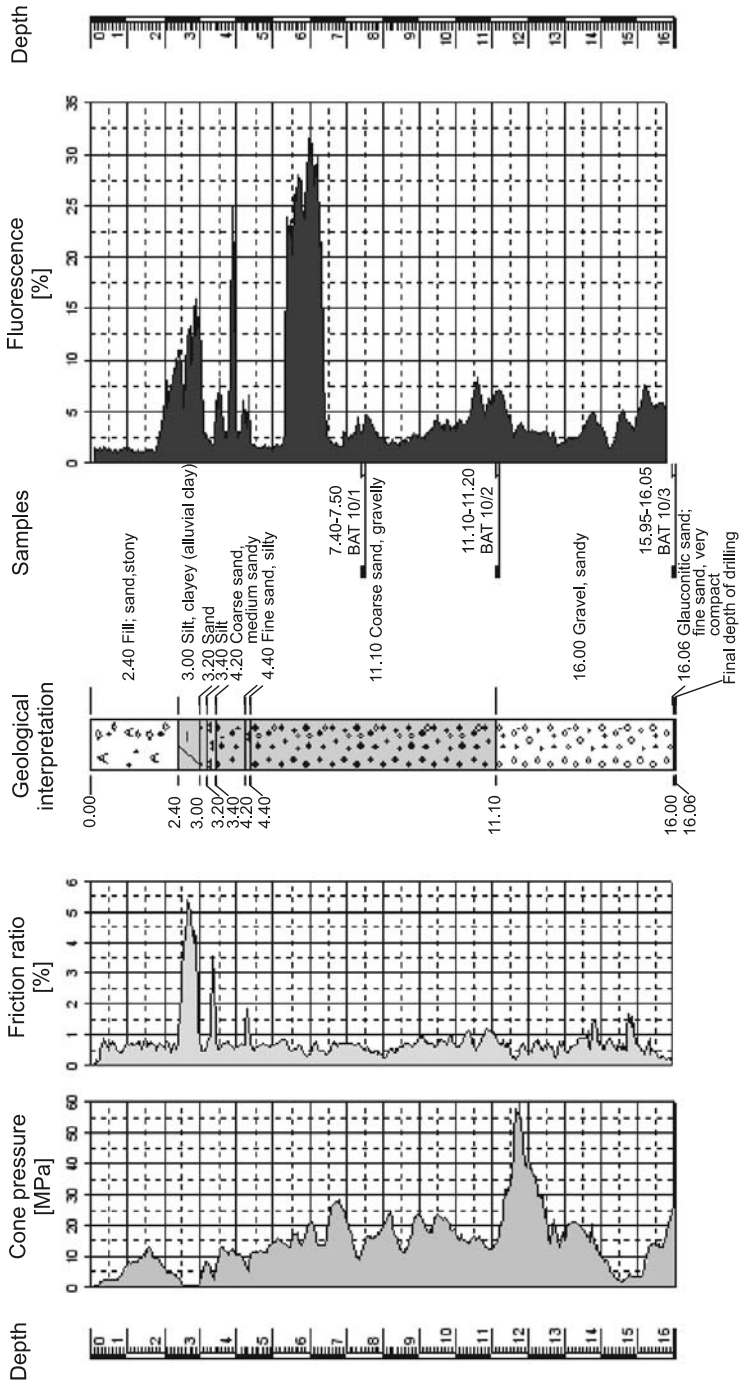 Depth
0
1
2
3
4
5
6
7
8
9
10
11
12
13
14
15
16
Cone pressure
[MPa]
0
10
20
30
40
50
60
Friction ratio
[%]
0
1
2
3
4
5
6
Geological
interpretation
0.00
2.40
3.00
3.20
3.40
4.20
4.40
11.10
16.00
16.06
A
A
A
A
Samples
2.40 Fill; sand,stony
3.00 Silt, clayey (alluvial clay)
3.20 Sand
3.40 Silt
4.20 Coarse sand,
medium sandy
4.40 Fine sand, silty
7.40-7.50
BAT 10/1
11.10 Coarse sand, gravelly
11.10-11.20
BAT 10/2
16.00 Gravel, sandy
15.95-16.05
BAT 10/3
16.06 Glauconitic sand;
fine sand, very
compact
Final depth of drilling
Fluorescence
[%]
0
5
10
15
20
25
30
35
Depth
0
1
2
3
4
5
6
7
8
9
10
11
12
13
14
15
16